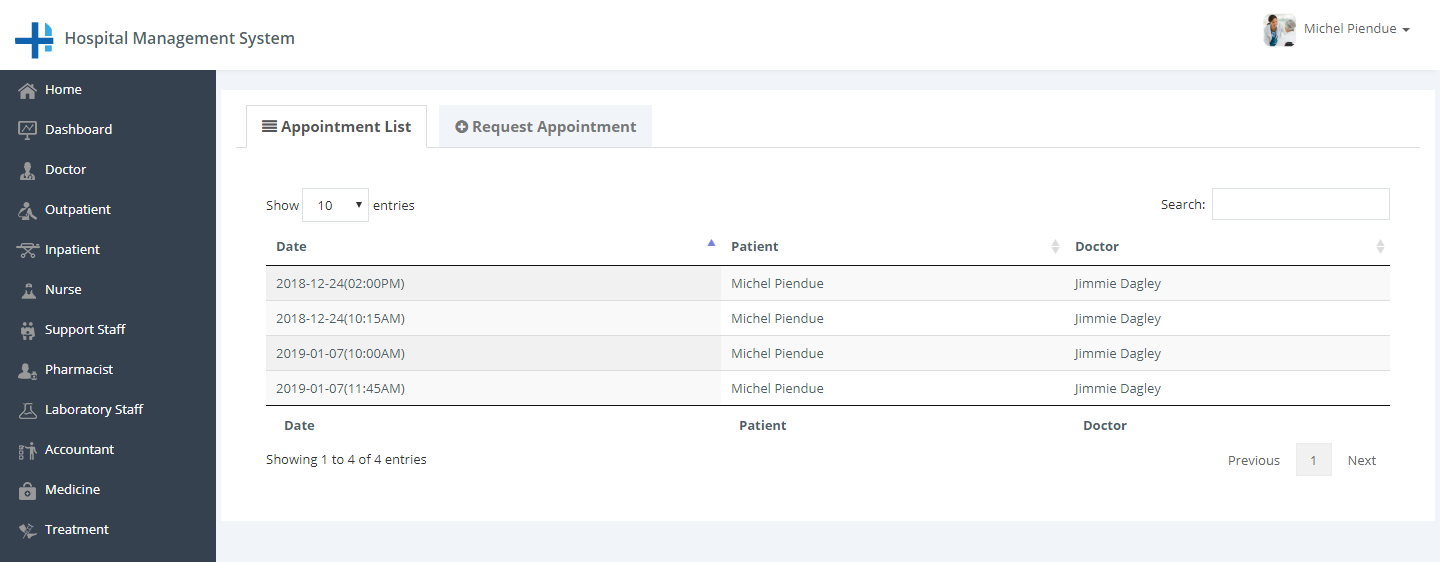 Hospital Management System
Michel Piendue
Home
Dashboard
Doctor
Outpatient
Inpatient
Nurse
Support Staff
Pharmacist
Laboratory Staff
Accountant
Medicine
Treatment
Appointment List
Request Appointment
Show 10 entries
Search:
Date Patient Doctor
2018-12-24(02:00PM) Michel Piendue Jimmie Dagley
2018-12-24(10:15AM) Michel Piendue Jimmie Dagley
2019-01-07(10:00AM) Michel Piendue Jimmie Dagley
2019-01-07(11:45AM) Michel Piendue Jimmie Dagley
Date Patient Doctor
Showing 1 to 4 of 4 entries
Previous 1 Next